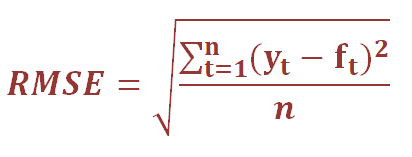 RMSE = √(∑ⁿₜ₌₁(yₜ − fₜ)² / n)